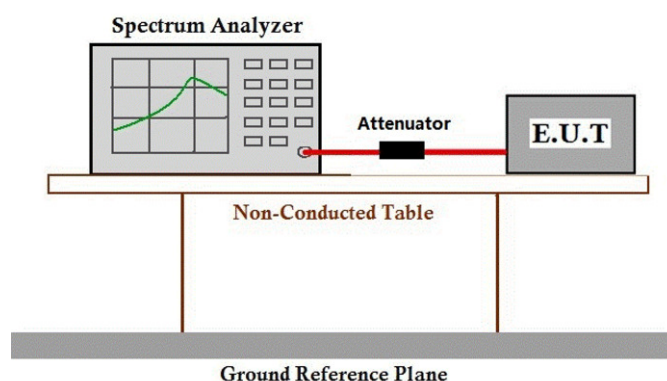 Spectrum Analyzer
Attenuator
E.U.T
Non-Conducted Table
Ground Reference Plane